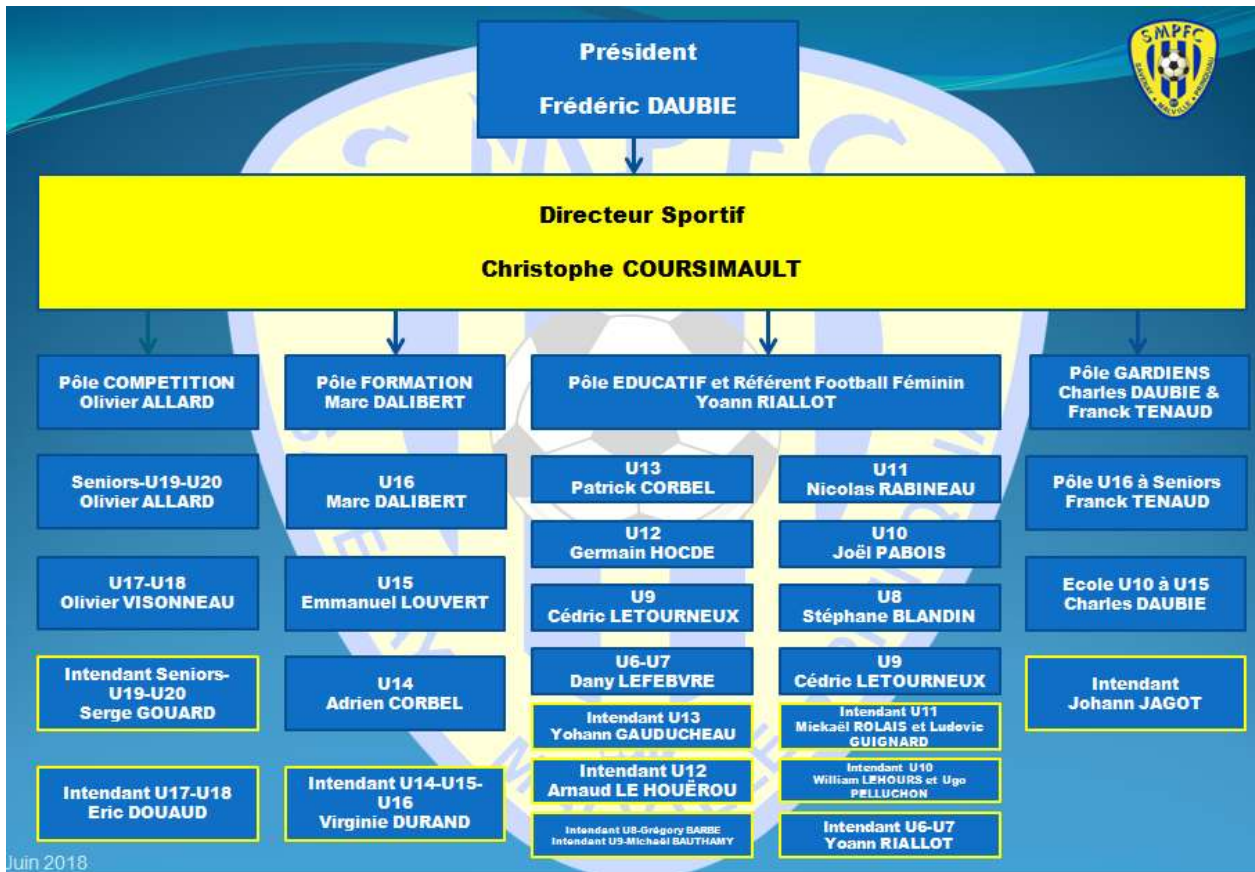 Président
Frédéric DAUBIE
SMPFC
SAVENAY • MALVILLE • PRINQUIAU
Directeur Sportif
Christophe COURSIMAULT
Pôle COMPETITION
Olivier ALLARD
Seniors-U19-U20
Olivier ALLARD
U17-U18
Olivier VISONNEAU
Intendant Seniors-
U19-U20
Serge GOUARD
Intendant U17-U18
Eric DOUAUD
Pôle FORMATION
Marc DALIBERT
U16
Marc DALIBERT
U15
Emmanuel LOUVERT
U14
Adrien CORBEL
Intendant U14-U15-
U16
Virginie DURAND
Pôle EDUCATIF et Référent Football Féminin
Yoann RIALLOT
U13
Patrick CORBEL
U12
Germain HOCDE
U9
Cédric LETOURNEUX
U6-U7
Dany LEFEBVRE
Intendant U13
Yohann GAUDUCHEAU
Intendant U12
Arnaud LE HOUËROU
Intendant U8-Grégory BARBE
Intendant U9-Michaël BAUTHAMY
U11
Nicolas RABINEAU
U10
Joël PABOIS
U8
Stéphane BLANDIN
U9
Cédric LETOURNEUX
Intendant U11
Mickaël ROLAIS et Ludovic
GUIGNARD
Intendant U10
William LEHOURS et Ugo
PELLUCHON
Intendant U6-U7
Yoann RIALLOT
Pôle GARDIENS
Charles DAUBIE &
Franck TENAUD
Pôle U16 à Seniors
Franck TENAUD
Ecole U10 à U15
Charles DAUBIE
Intendant
Johann JAGOT
Juin 2018